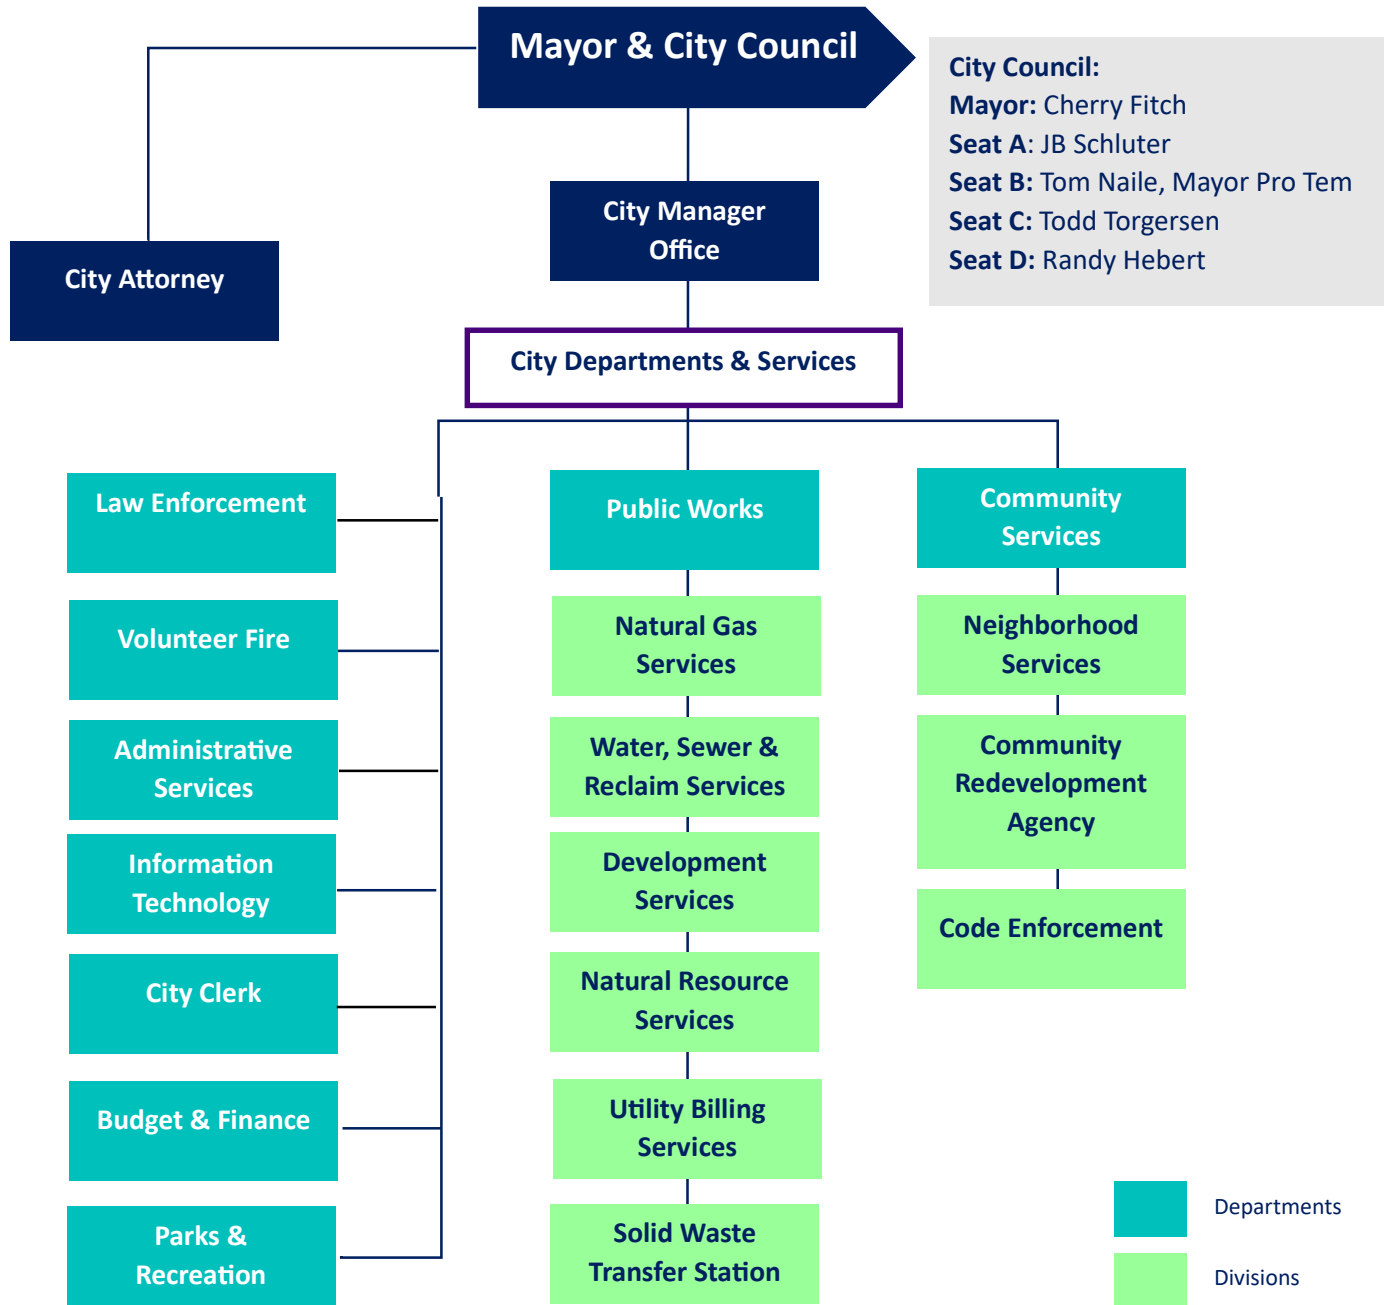 Mayor & City Council
City Council:
Mayor: Cherry Fitch
Seat A: JB Schluter
Seat B: Tom Naile, Mayor Pro Tem
Seat C: Todd Torgersen
Seat D: Randy Hebert
City Manager
Office
City Attorney
City Departments & Services
Law Enforcement
Volunteer Fire
Administrative
Services
Information
Technology
City Clerk
Budget & Finance
Parks &
Recreation
Public Works
Natural Gas
Services
Water, Sewer &
Reclaim Services
Development
Services
Natural Resource
Services
Utility Billing
Services
Solid Waste
Transfer Station
Community
Services
Neighborhood
Services
Community
Redevelopment
Agency
Code Enforcement
Departments
Divisions